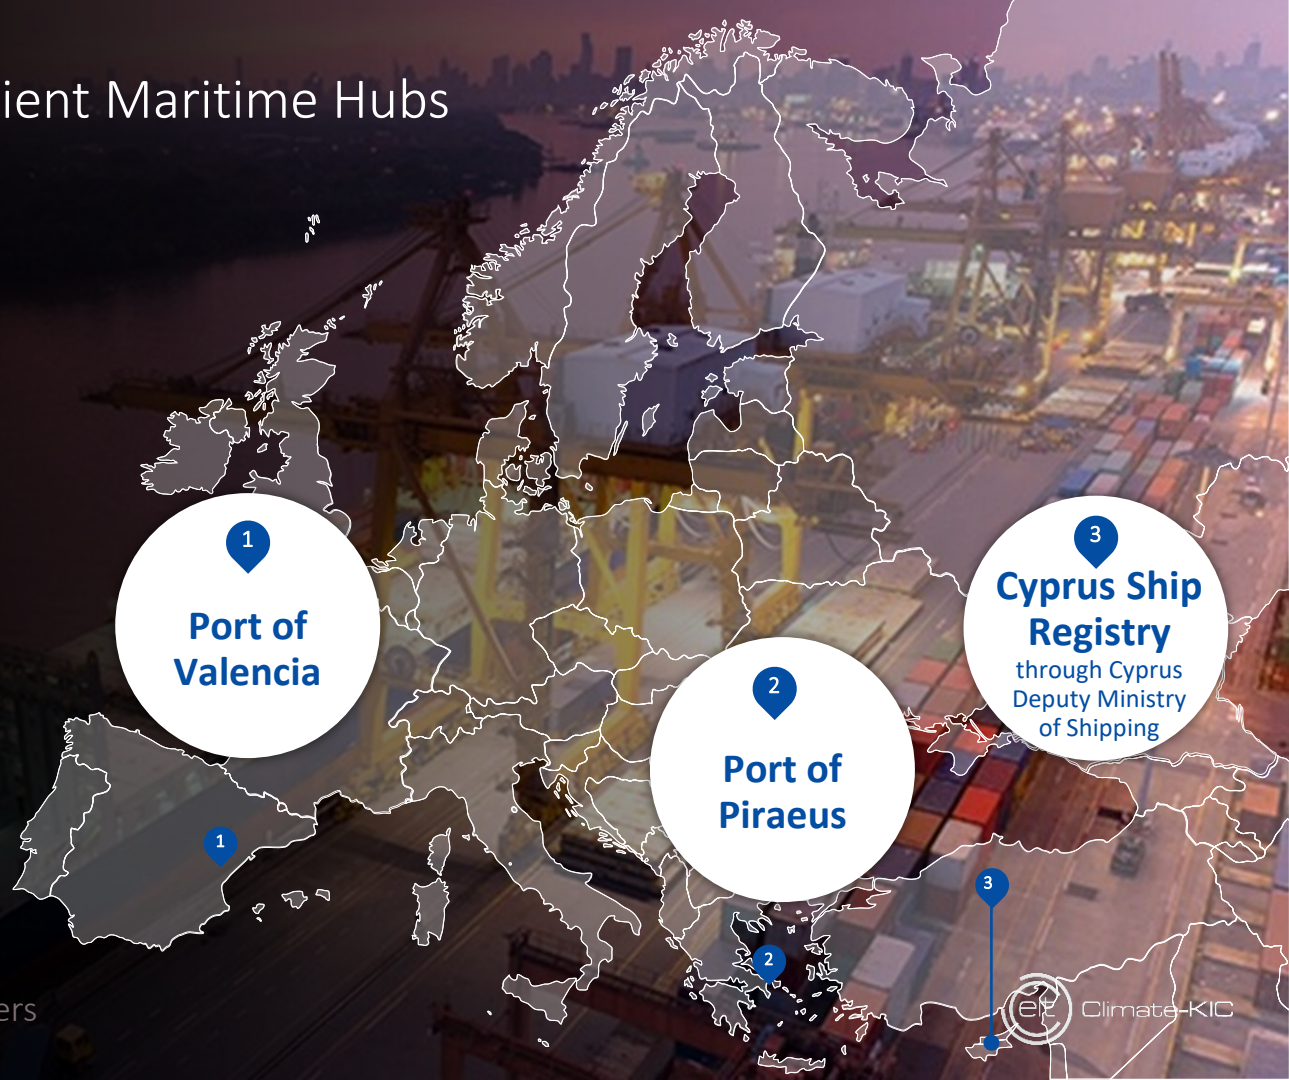 ient Maritime Hubs
1
Port of
Valencia
2
Port of
Piraeus
3
Cyprus Ship
Registry
through Cyprus
Deputy Ministry
of Shipping
1
2
3
ers
eit Climate-KIC